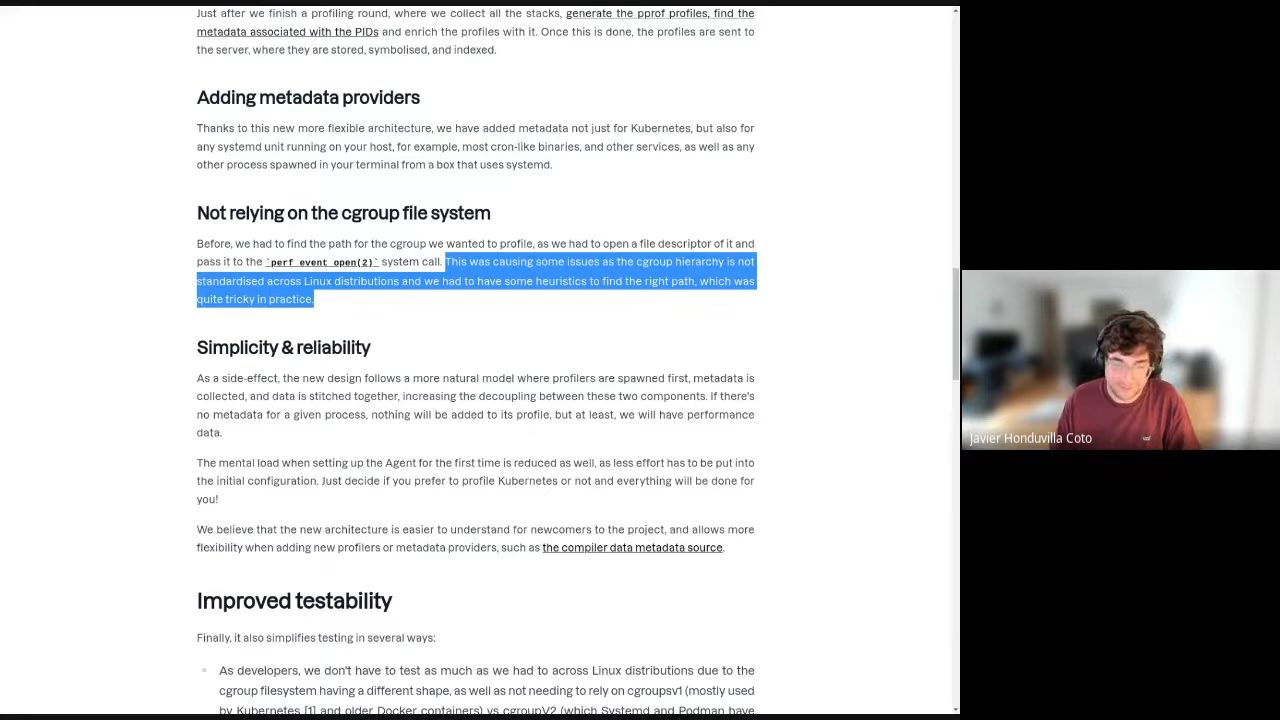 Just after we finish a profiling round, where we collect all the stacks, generate the pprof profiles, find the
metadata associated with the PIDs and enrich the profiles with it. Once this is done, the profiles are sent to
the server, where they are stored, symbolised, and indexed.
Adding metadata providers
Thanks to this new more flexible architecture, we have added metadata not just for Kubernetes, but also for
any systemd unit running on your host, for example, most cron-like binaries, and other services, as well as any
other process spawned in your terminal from a box that uses systemd.
Not relying on the cgroup file system
Before, we had to find the path for the cgroup we wanted to profile, as we had to open a file descriptor of it and
pass it to the `perf_event_open(2)` system call. This was causing some issues as the cgroup hierarchy is not
standardised across Linux distributions and we had to have some heuristics to find the right path, which was
quite tricky in practice.
Simplicity & reliability
As a side-effect, the new design follows a more natural model where profilers are spawned first, metadata is
collected, and data is stitched together, increasing the decoupling between these two components. If there's
no metadata for a given process, nothing will be added to its profile, but at least, we will have performance
data.
The mental load when setting up the Agent for the first time is reduced as well, as less effort has to be put into
the initial configuration. Just decide if you prefer to profile Kubernetes or not and everything will be done for
you!
We believe that the new architecture is easier to understand for newcomers to the project, and allows more
flexibility when adding new profilers or metadata providers, such as the compiler data metadata source.
Improved testability
Finally, it also simplifies testing in several ways:
As developers, we don't have to test as much as we had to across Linux distributions due to the
cgroup filesystem having a different shape, as well as not needing to rely on cgroupsv1 (mostly used
by Kubernetes [1] and older Docker containers) vs cgroupV2 (which Systemd and Podman have
Javier Honduvilla Coto